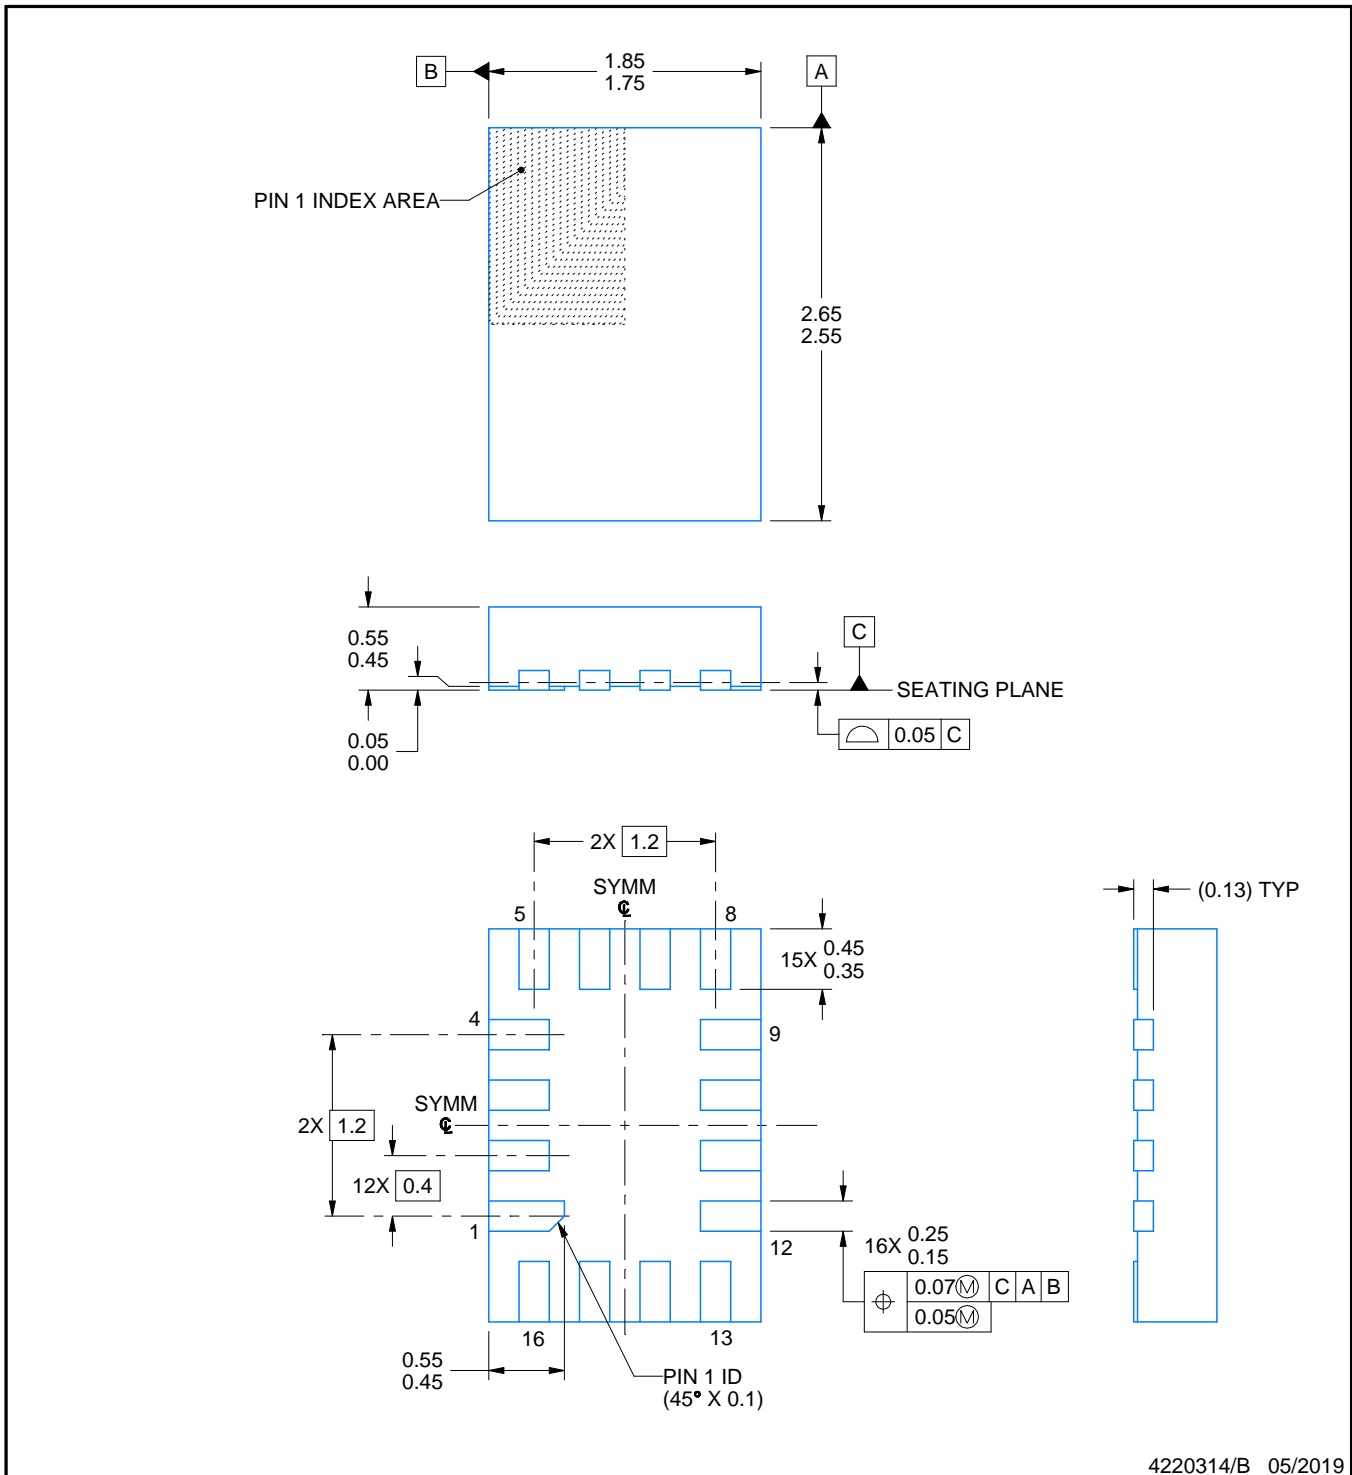 B
1.85
1.75
A
PIN 1 INDEX AREA
2.65
2.55
0.55
0.45
C
SEATING PLANE
0.05 C
0.05
0.00
2X 1.2
SYMM
℄
5
8
(0.13) TYP
15X 0.45
0.35
4
9
SYMM
℄
2X 1.2
12X 0.4
1
12
16X 0.25
0.15
0.07Ⓜ C A B
0.05Ⓜ
16
13
0.55
0.45
PIN 1 ID
(45° X 0.1)
4220314/B 05/2019